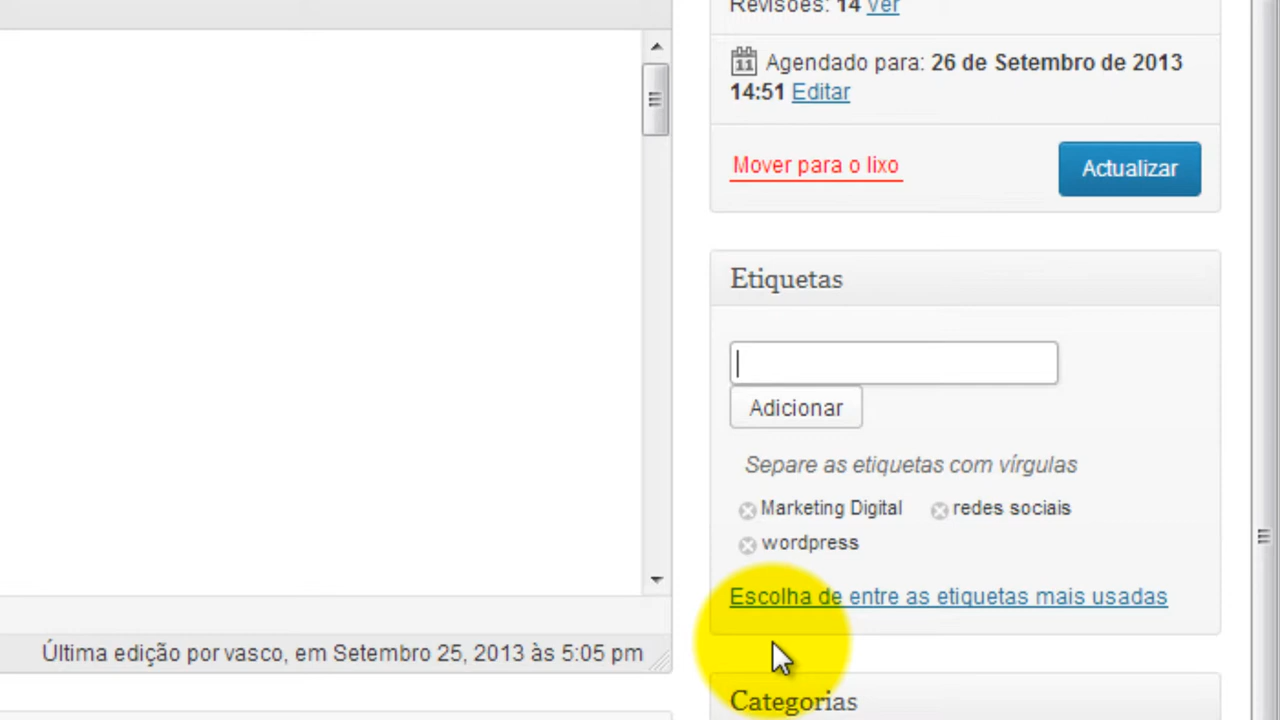 Revisões: 14 Ver
Agendado para: 26 de Setembro de 2013
14:51 Editar
Mover para o lixo
Actualizar
Etiquetas
Adicionar
Separe as etiquetas com vírgulas
Marketing Digital redes sociais
wordpress
Escolha de entre as etiquetas mais usadas
Última edição por vasco, em Setembro 25, 2013 às 5:05 pm
Categorias